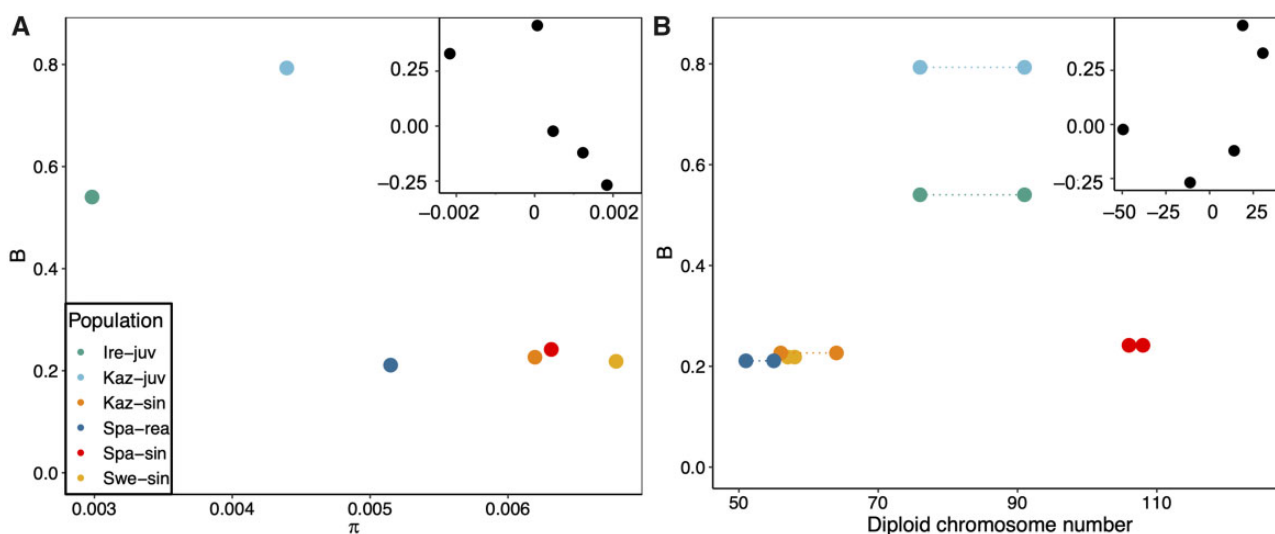 A
0.8
0.6
0.4
0.2
0.0
B
0.003
0.004
0.005
0.006
π
Population
Ire−juv
Kaz−juv
Kaz−sin
Spa−rea
Spa−sin
Swe−sin
0.25
0.00
−0.25
−0.002
0
0.002
B
0.8
0.6
0.4
0.2
0.0
B
50
70
90
110
Diploid chromosome number
0.25
0.00
−0.25
−50
−25
0
25